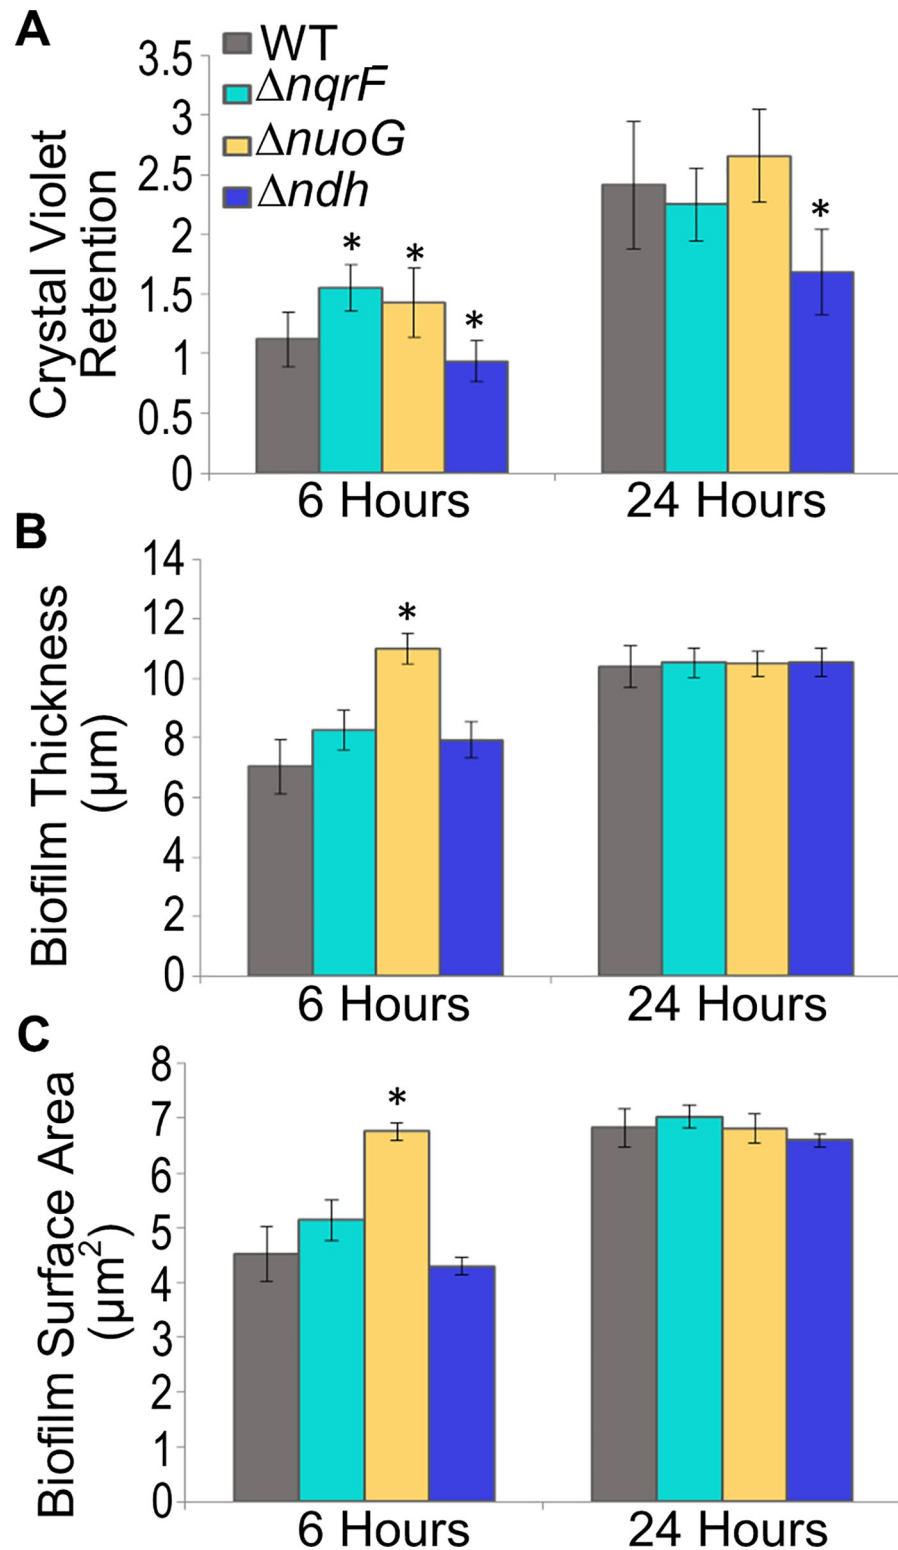 A
WT
ΔnqrF
ΔnuoG
Δndh
Crystal Violet
Retention
3.5
3
2.5
2
1.5
1
0.5
0
*
*
*
*
6 Hours
24 Hours
B
Biofilm Thickness
(µm)
14
12
10
8
6
4
2
0
*
6 Hours
24 Hours
C
Biofilm Surface Area
(µm²)
8
7
6
5
4
3
2
1
0
*
6 Hours
24 Hours